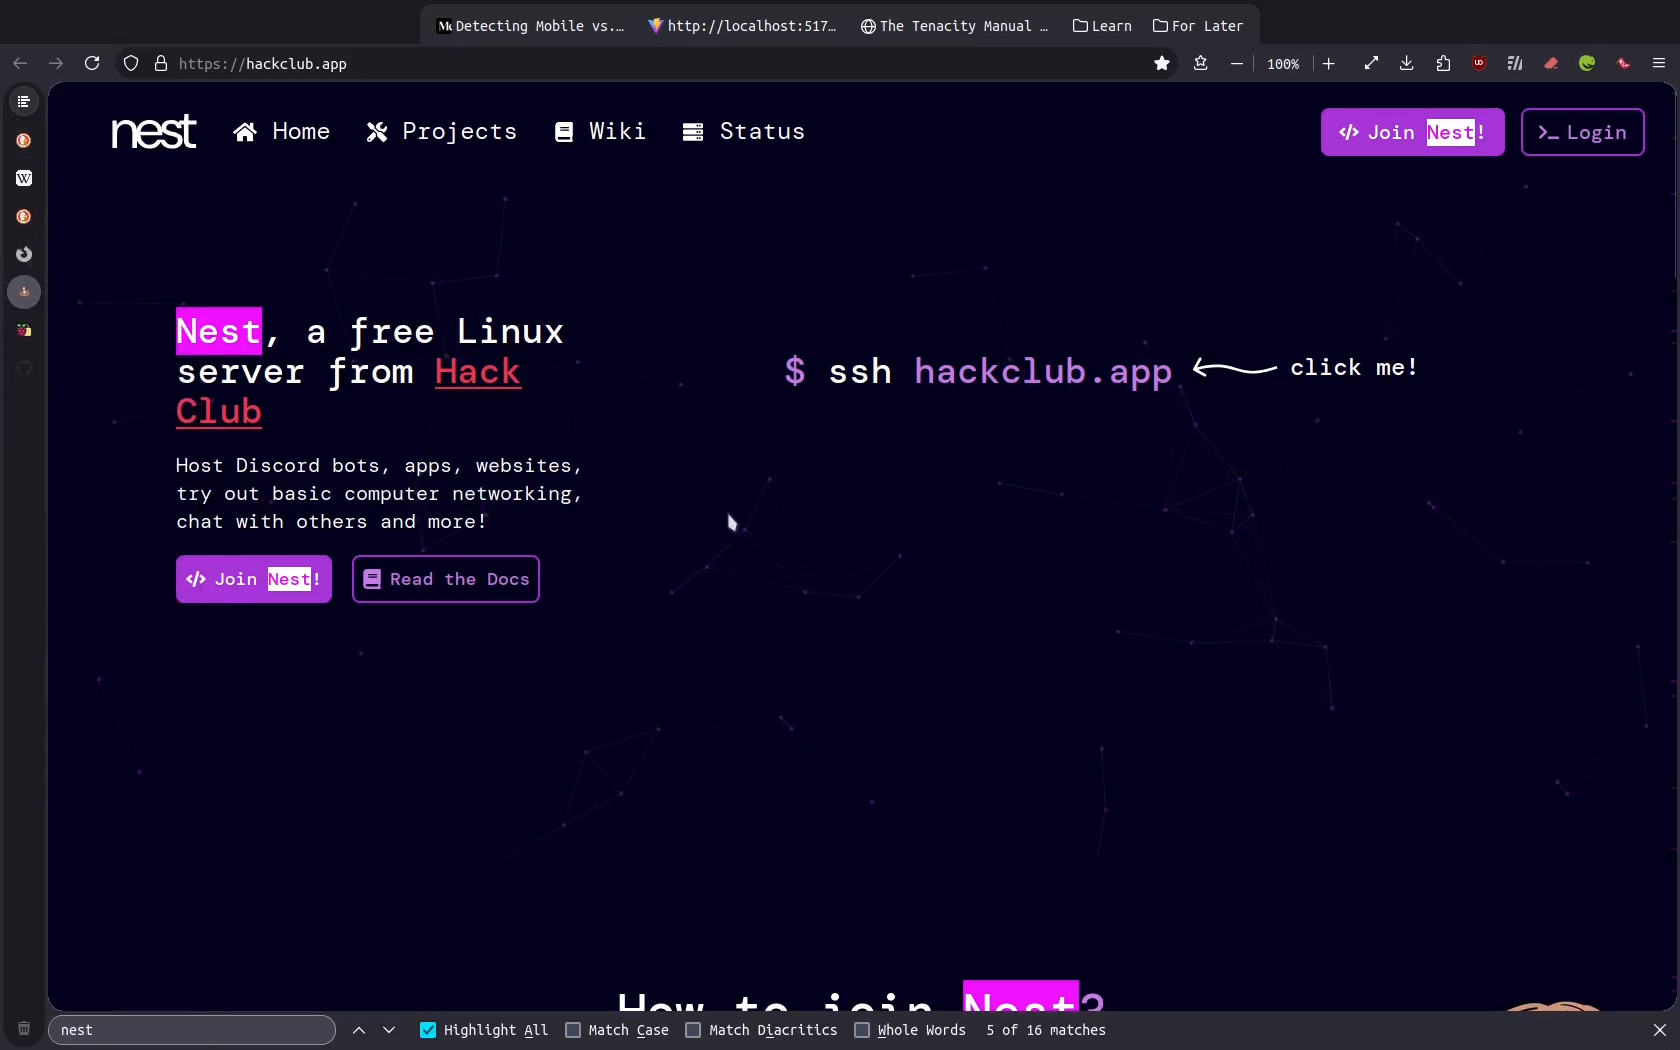 Detecting Mobile vs.… http://localhost:517… The Tenacity Manual … Learn For Later
https://hackclub.app 100%
nest Home Projects Wiki Status Join Nest! >_ Login
Nest, a free Linux
server from Hack
Club
$ ssh hackclub.app click me!
Host Discord bots, apps, websites,
try out basic computer networking,
chat with others and more!
</> Join Nest! Read the Docs
How to join Nest?
nest Highlight All Match Case Match Diacritics Whole Words 5 of 16 matches